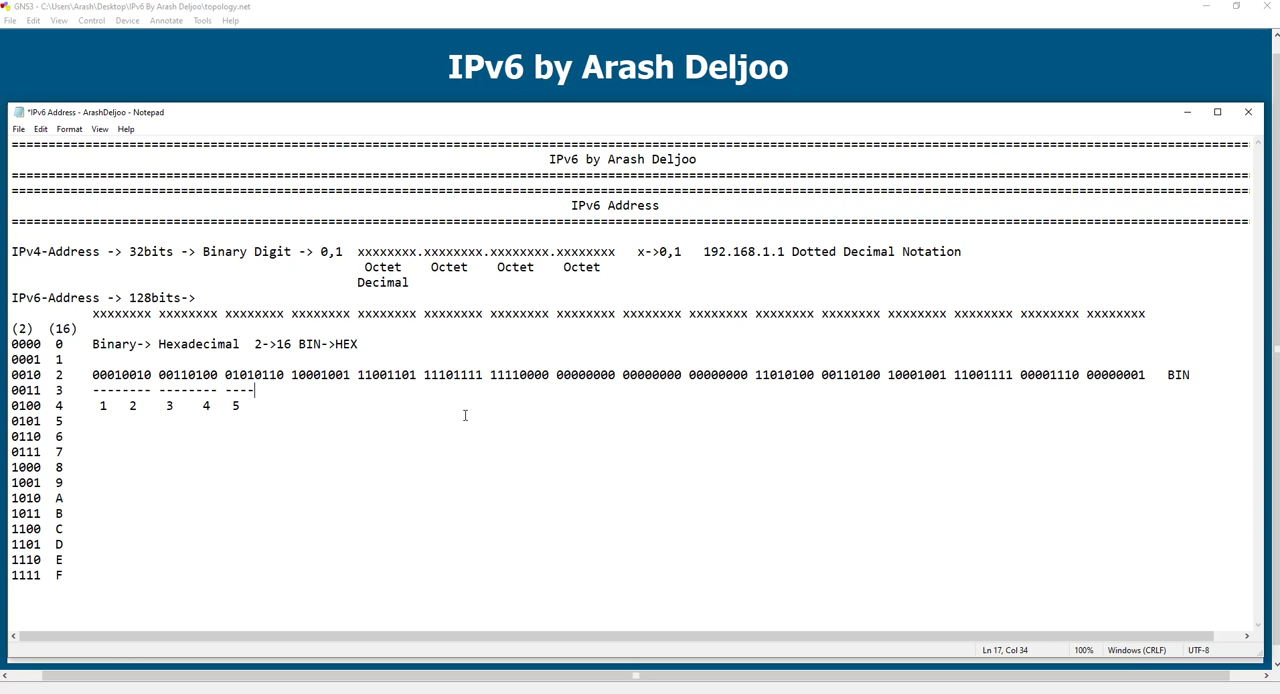 GNS3 - C:\Users\Arash\Desktop\IPv6 By Arash Deljoo\topology.net
File Edit View Control Device Annotate Tools Help
IPv6 by Arash Deljoo
*IPv6 Address - ArashDeljoo - Notepad
File Edit Format View Help
========================================================================================================================================================================
IPv6 by Arash Deljoo
========================================================================================================================================================================
========================================================================================================================================================================
IPv6 Address
========================================================================================================================================================================
IPv4-Address -> 32bits -> Binary Digit -> 0,1 xxxxxxxx.xxxxxxxx.xxxxxxxx.xxxxxxxx x->0,1 192.168.1.1 Dotted Decimal Notation
Octet Octet Octet Octet
Decimal
IPv6-Address -> 128bits->
xxxxxxxx xxxxxxxx xxxxxxxx xxxxxxxx xxxxxxxx xxxxxxxx xxxxxxxx xxxxxxxx xxxxxxxx xxxxxxxx xxxxxxxx xxxxxxxx xxxxxxxx xxxxxxxx xxxxxxxx xxxxxxxx
(2) (16)
0000 0 Binary-> Hexadecimal 2->16 BIN->HEX
0001 1
0010 2 00010010 00110100 01010110 10001001 11001101 11101111 11110000 00000000 00000000 00000000 11010100 00110100 10001001 11001111 00001110 00000001 BIN
0011 3 -------- -------- ----
0100 4 1 2 3 4 5
0101 5
0110 6
0111 7
1000 8
1001 9
1010 A
1011 B
1100 C
1101 D
1110 E
1111 F
Ln 17, Col 34 100% Windows (CRLF) UTF-8